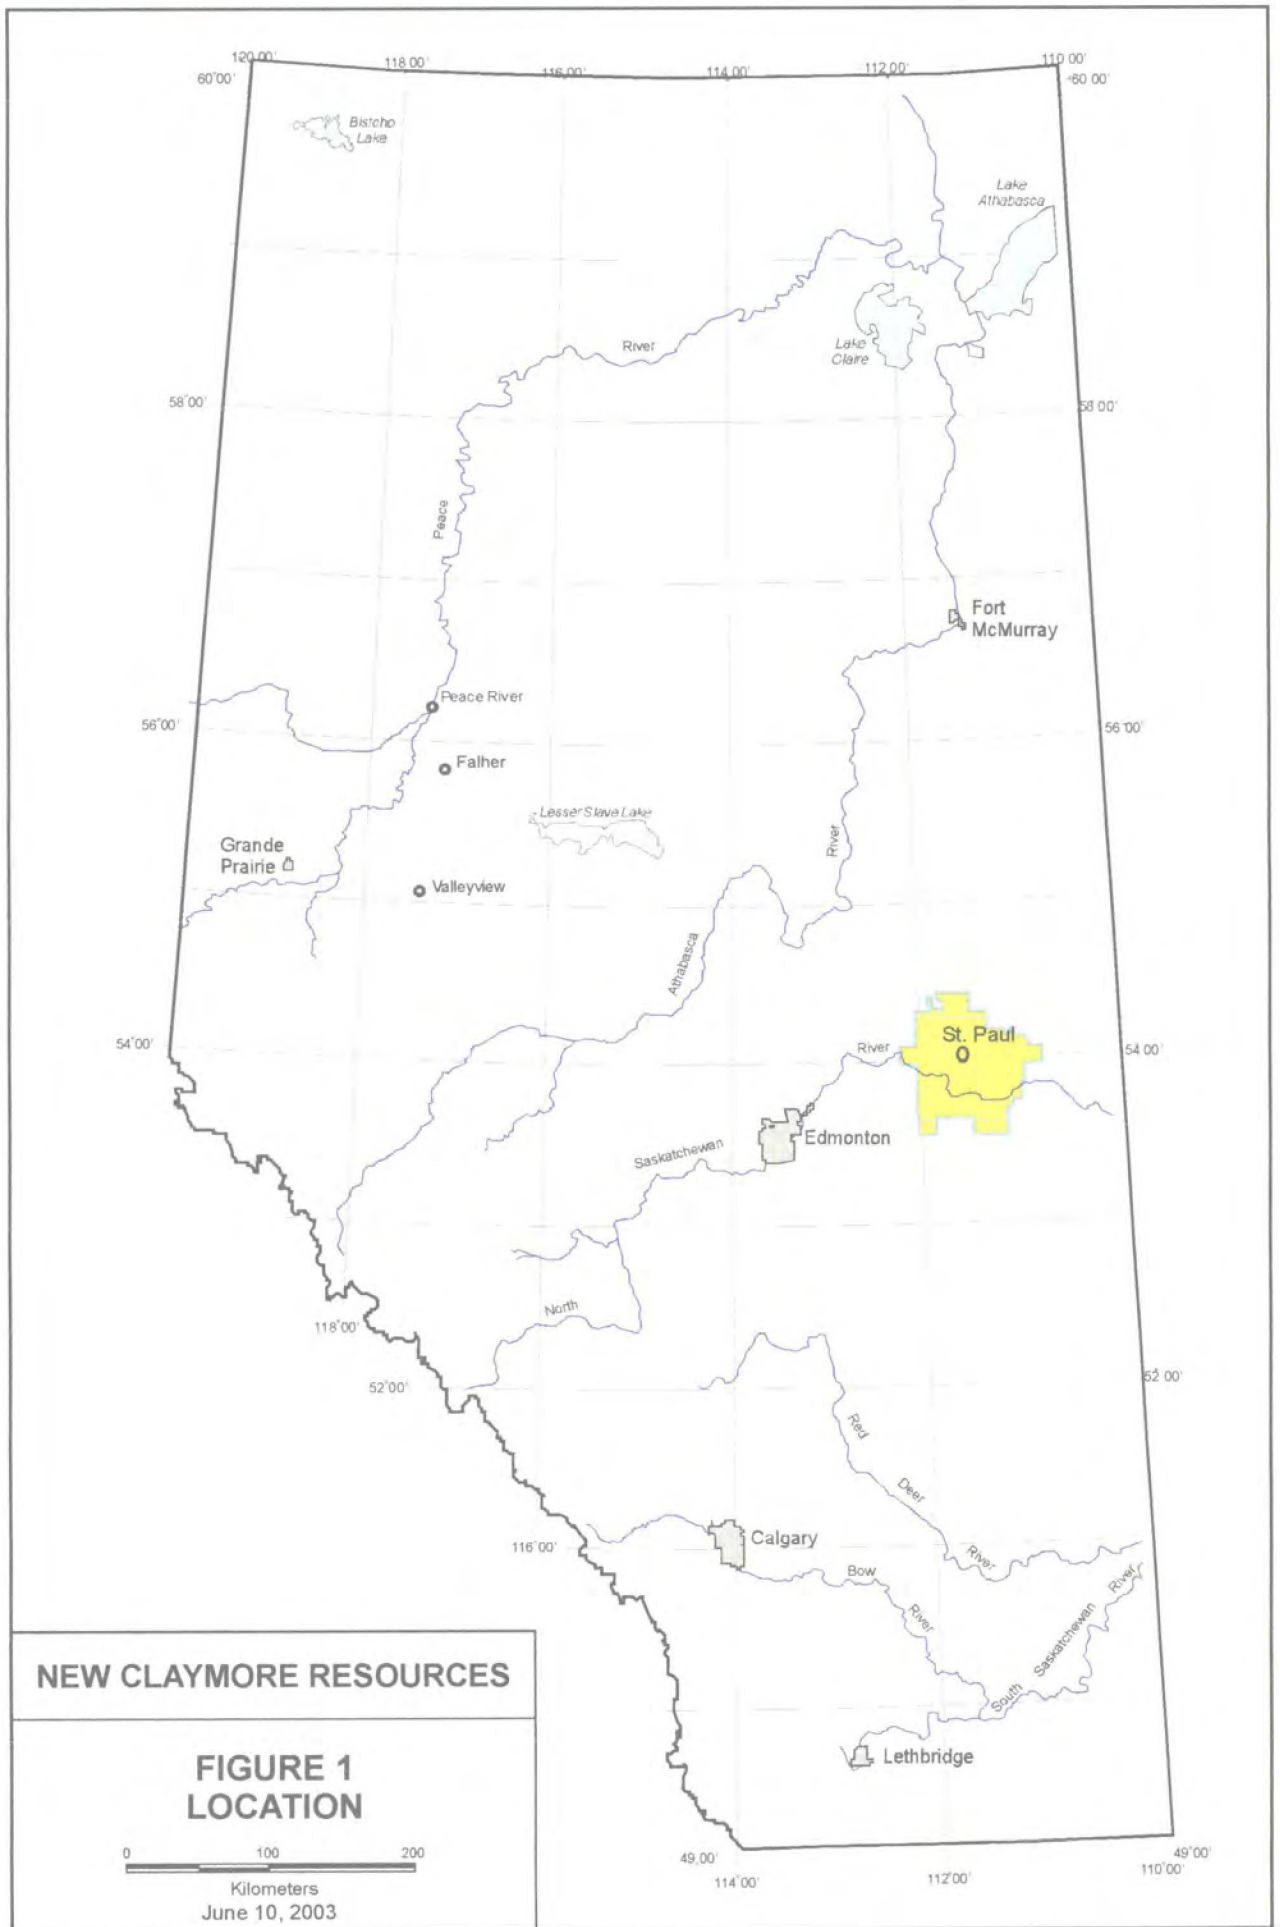 120°00'
118°00'
116°00'
114°00'
112°00'
110°00'
60°00'
60°00'
Bistcho
Lake
Lake
Athabasca
River
Lake
Claire
58°00'
58°00'
Peace
Fort
McMurray
Peace River
56°00'
56°00'
Falher
Lesser Slave Lake
River
Grande
Prairie
Valleyview
Athabasca
St. Paul
54°00'
River
54°00'
Edmonton
Saskatchewan
North
118°00'
52°00'
52°00'
Red
Deer
River
Calgary
116°00'
Bow
River
River
Saskatchewan
South
Lethbridge
NEW CLAYMORE RESOURCES
FIGURE 1
LOCATION
0 100 200
Kilometers
June 10, 2003
49°00'
49°00'
114°00'
112°00'
110°00'